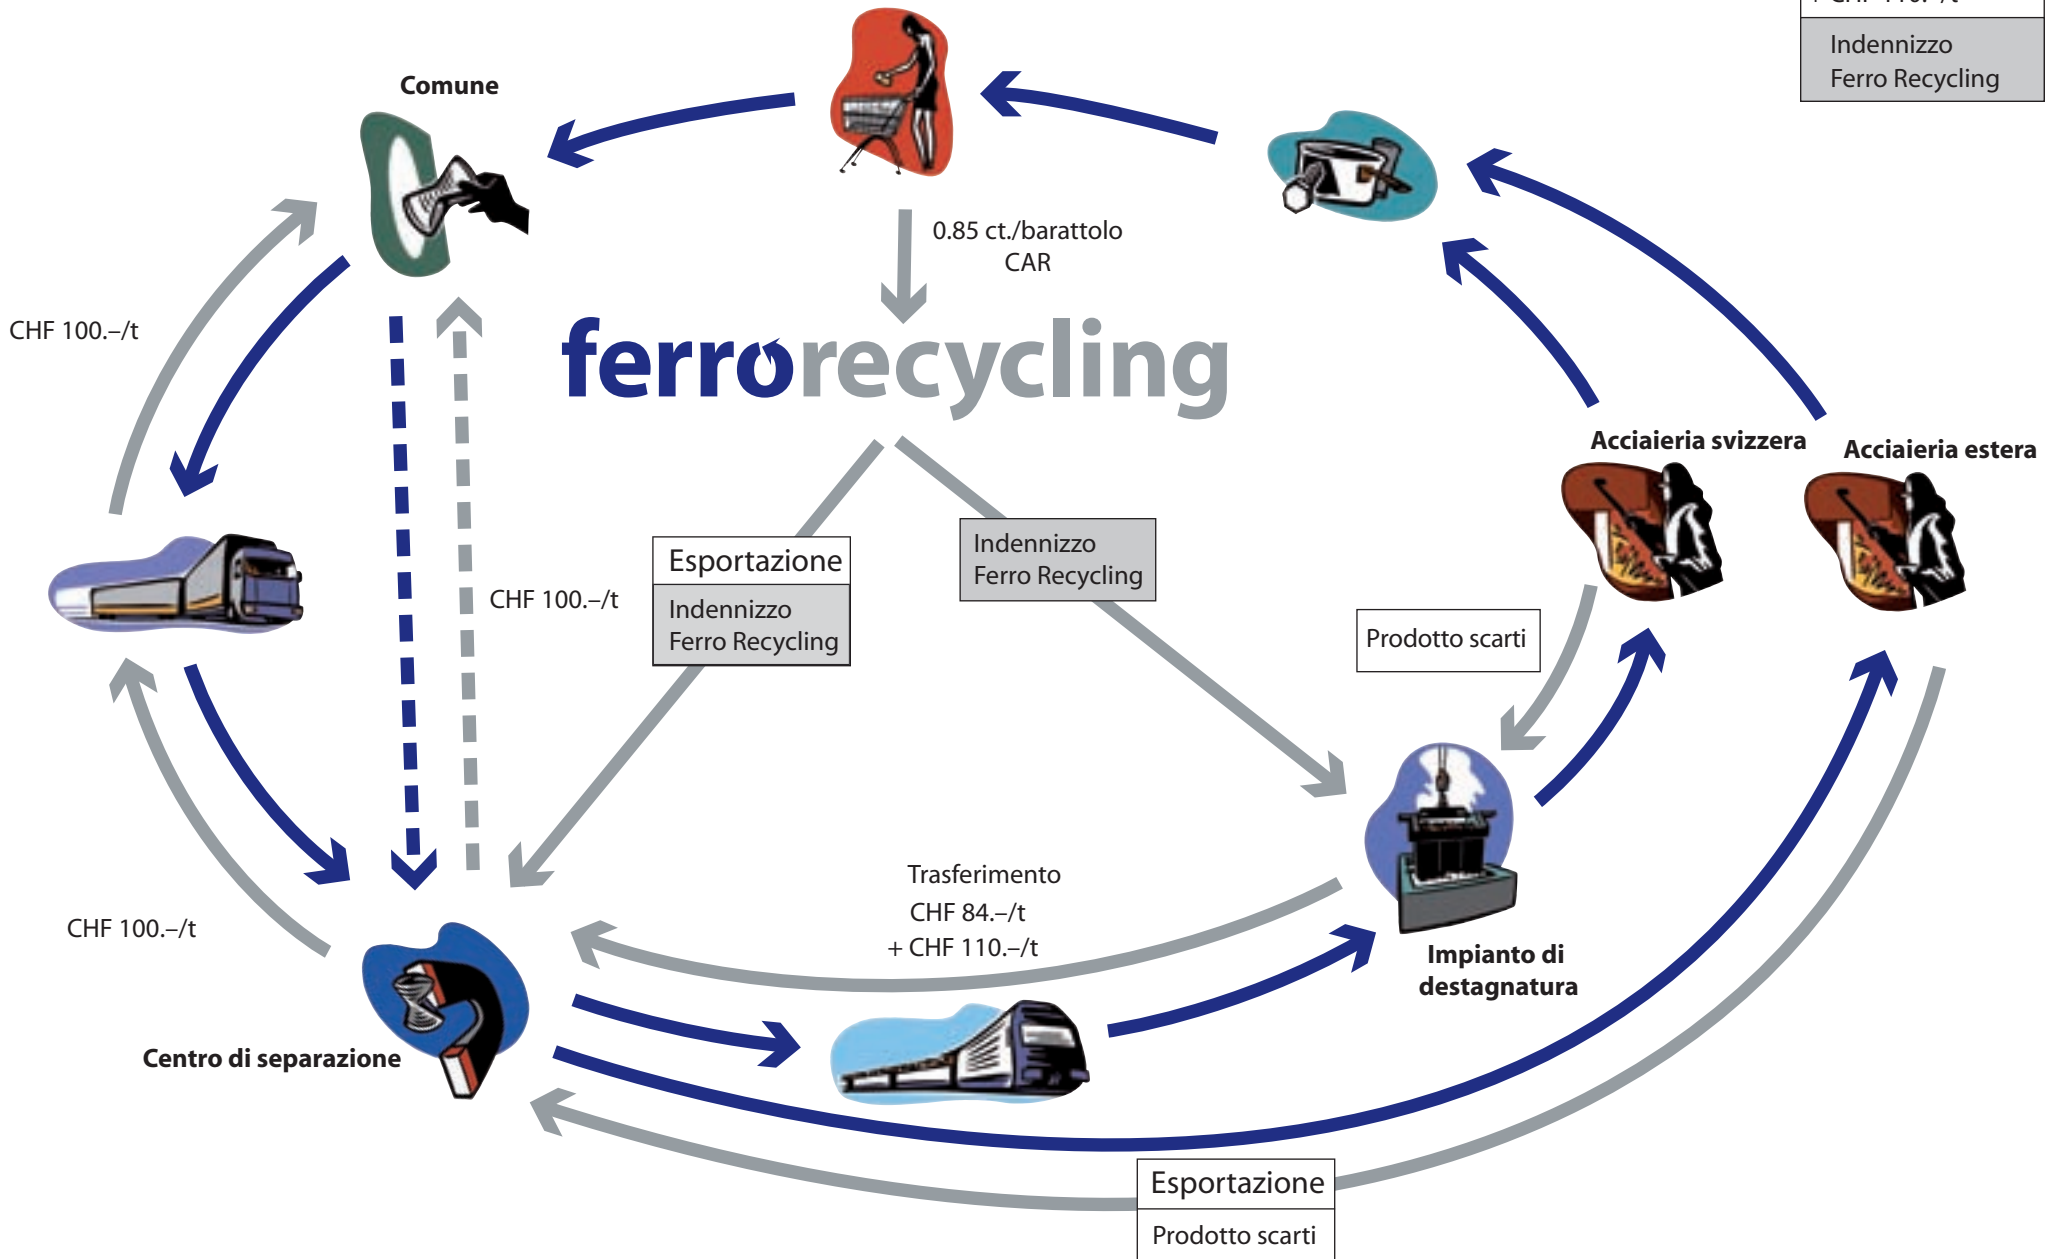 Indennizzo
Ferro Recycling
Comune
0.85 ct./barattolo
CAR
CHF 100.–/t
ferrorecycling
Acciaieria svizzera
Acciaieria estera
Esportazione
Indennizzo
Ferro Recycling
Indennizzo
Ferro Recycling
CHF 100.–/t
Prodotto scarti
Trasferimento
CHF 84.–/t
+ CHF 110.–/t
CHF 100.–/t
Impianto di
destagnatura
Centro di separazione
Esportazione
Prodotto scarti